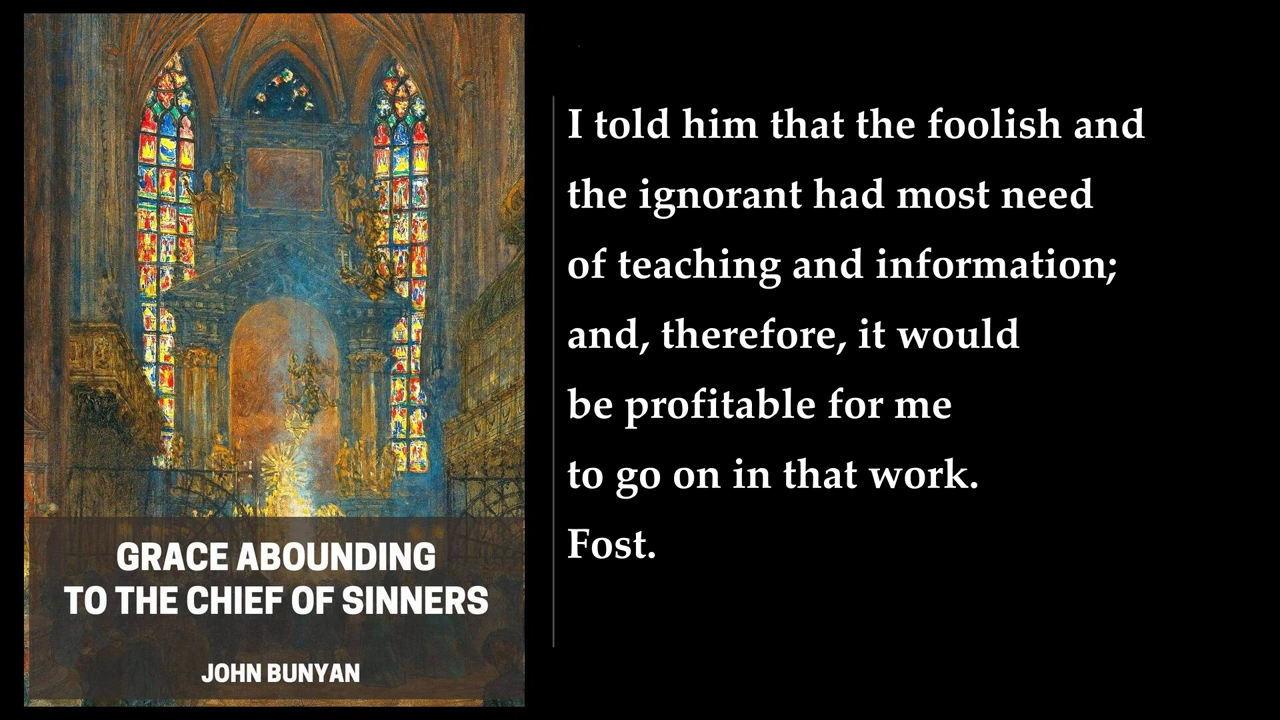 GRACE ABOUNDING
TO THE CHIEF OF SINNERS
JOHN BUNYAN
I told him that the foolish and
the ignorant had most need
of teaching and information;
and, therefore, it would
be profitable for me
to go on in that work.
Fost.